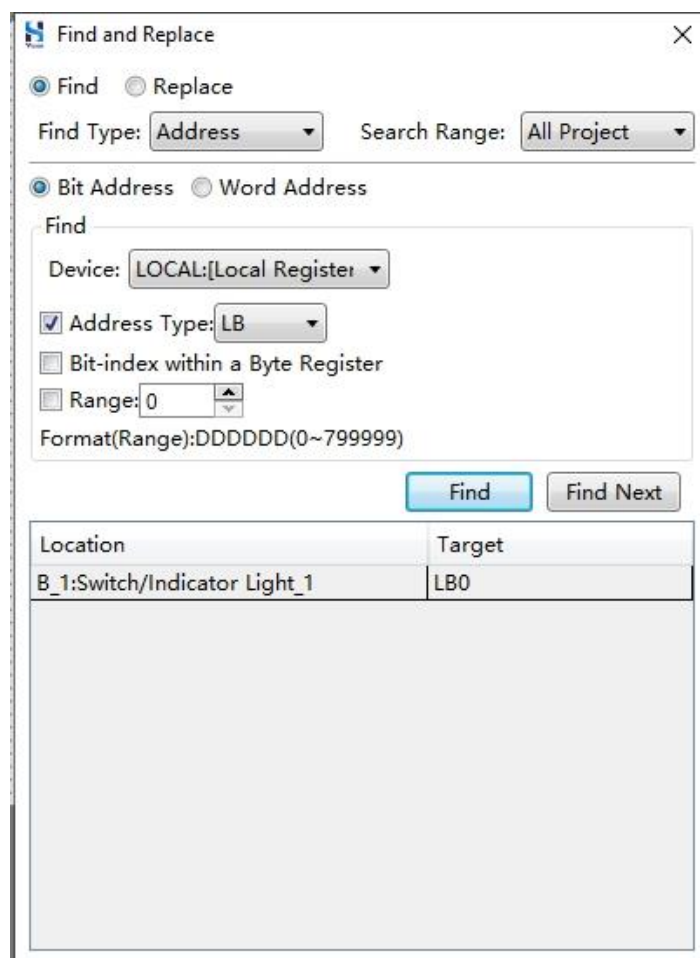 Find and Replace
Find Replace
Find Type: Address Search Range: All Project
Bit Address Word Address
Find
Device: LOCAL:[Local Register
Address Type: LB
Bit-index within a Byte Register
Range: 0
Format(Range):DDDDDD(0~799999)
Find Find Next
Location Target
B_1:Switch/Indicator Light_1 LB0